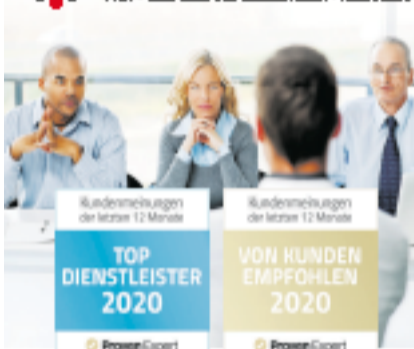 Kundenmeinungen
der letzten 12 Monate
TOP
DIENSTLEISTER
2020
Kundenmeinungen
der letzten 12 Monate
VON KUNDEN
EMPFOHLEN
2020